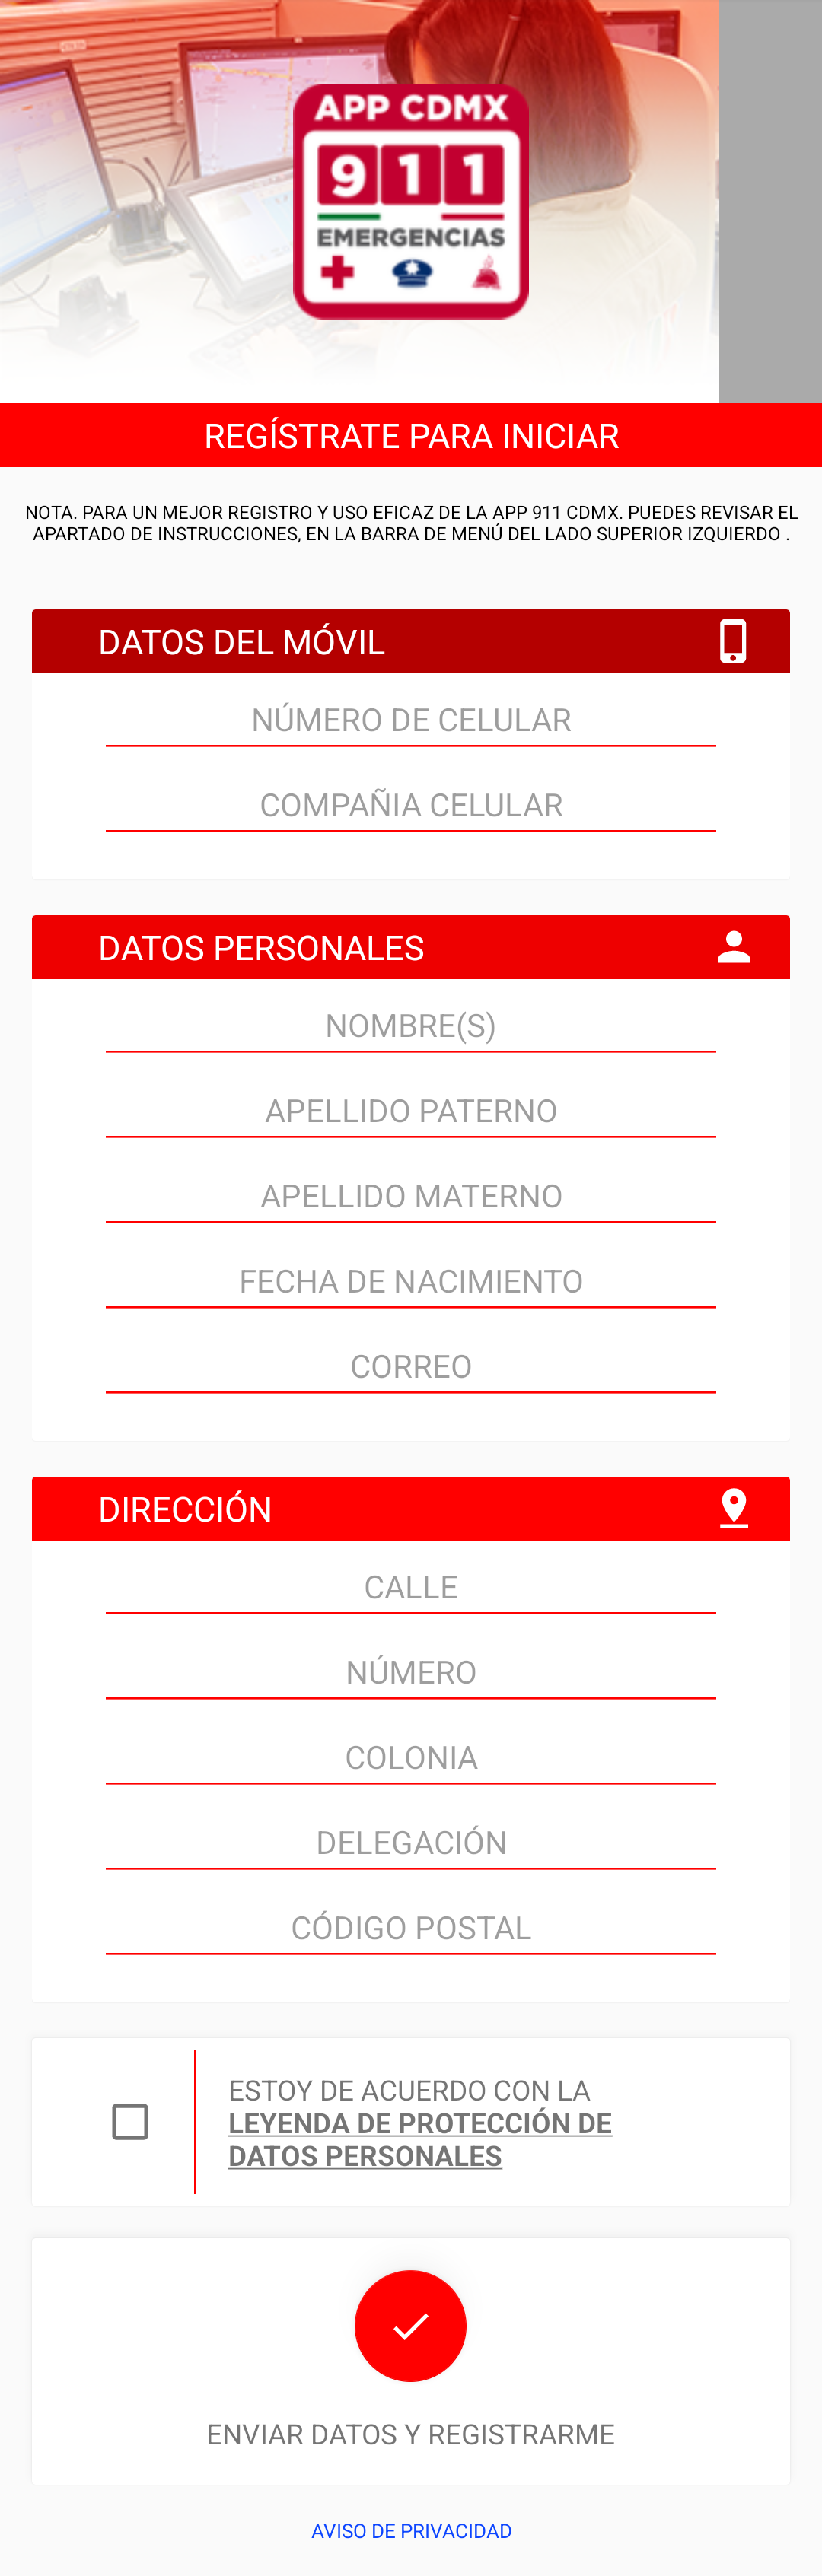 APP CDMX
911
EMERGENCIAS
REGÍSTRATE PARA INICIAR
NOTA. PARA UN MEJOR REGISTRO Y USO EFICAZ DE LA APP 911 CDMX. PUEDES REVISAR EL
APARTADO DE INSTRUCCIONES, EN LA BARRA DE MENÚ DEL LADO SUPERIOR IZQUIERDO .
DATOS DEL MÓVIL
NÚMERO DE CELULAR
COMPAÑIA CELULAR
DATOS PERSONALES
NOMBRE(S)
APELLIDO PATERNO
APELLIDO MATERNO
FECHA DE NACIMIENTO
CORREO
DIRECCIÓN
CALLE
NÚMERO
COLONIA
DELEGACIÓN
CÓDIGO POSTAL
ESTOY DE ACUERDO CON LA
LEYENDA DE PROTECCIÓN DE
DATOS PERSONALES
ENVIAR DATOS Y REGISTRARME
AVISO DE PRIVACIDAD